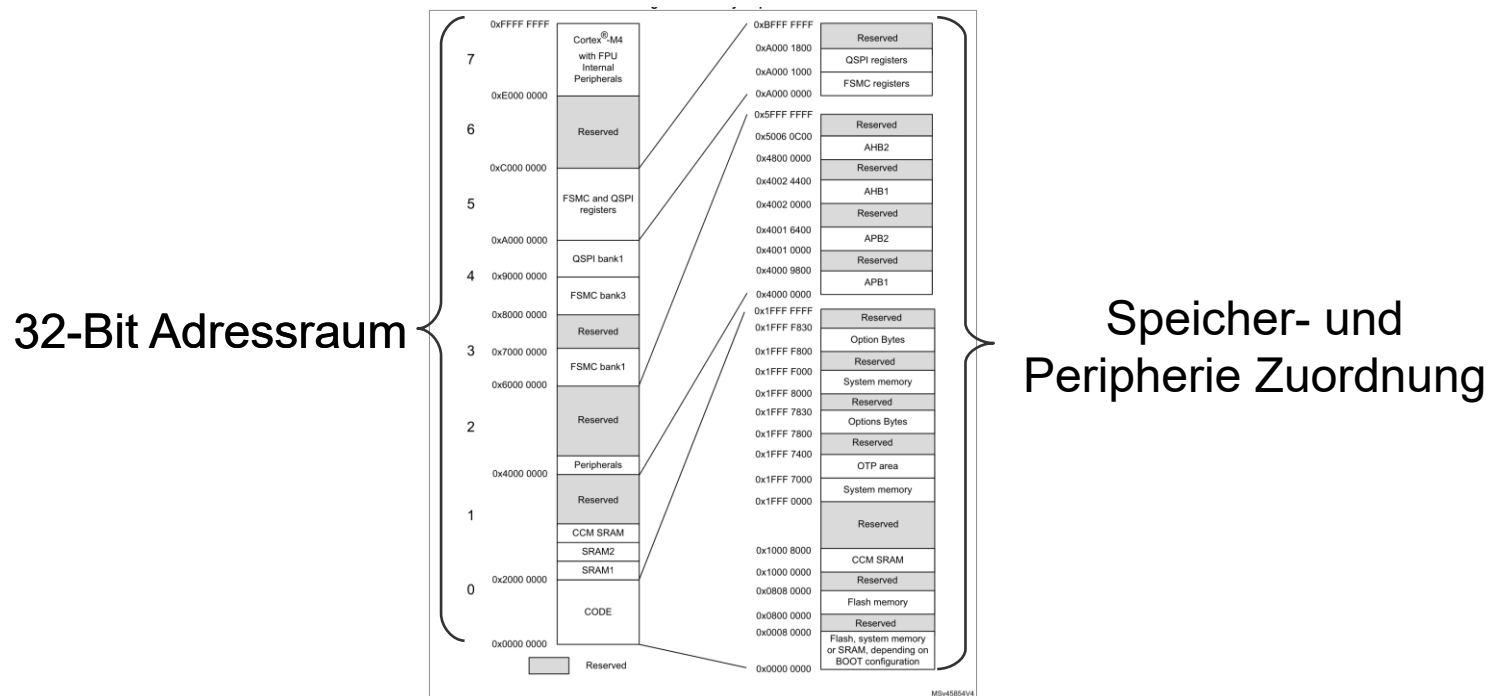 32-Bit Adressraum
0xFFFF FFFF
7
Cortex®-M4
with FPU
Internal
Peripherals
0xE000 0000
6
Reserved
0xC000 0000
5
FSMC and QSPI
registers
0xA000 0000
QSPI bank1
4
0x9000 0000
FSMC bank3
0x8000 0000
Reserved
3
0x7000 0000
FSMC bank1
0x6000 0000
2
Reserved
Peripherals
0x4000 0000
1
Reserved
CCM SRAM
SRAM2
SRAM1
0x2000 0000
0
CODE
0x0000 0000
Reserved
0xBFFF FFFF
Reserved
0xA000 1800
QSPI registers
0xA000 1000
FSMC registers
0xA000 0000
0x5FFF FFFF
Reserved
0x5006 0C00
AHB2
0x4800 0000
Reserved
0x4002 4400
AHB1
0x4002 0000
Reserved
0x4001 6400
APB2
0x4001 0000
Reserved
0x4000 9800
APB1
0x4000 0000
0x1FFF FFFF
Reserved
0x1FFF F830
Option Bytes
0x1FFF F800
Reserved
0x1FFF F000
System memory
0x1FFF 8000
Reserved
0x1FFF 7830
Options Bytes
0x1FFF 7800
Reserved
0x1FFF 7400
OTP area
0x1FFF 7000
System memory
0x1FFF 0000
Reserved
0x1000 8000
CCM SRAM
0x1000 0000
Reserved
0x0808 0000
Flash memory
0x0800 0000
Reserved
0x0008 0000
Flash, system memory
or SRAM, depending on
BOOT configuration
0x0000 0000
MSv45854V4
Speicher- und
Peripherie Zuordnung